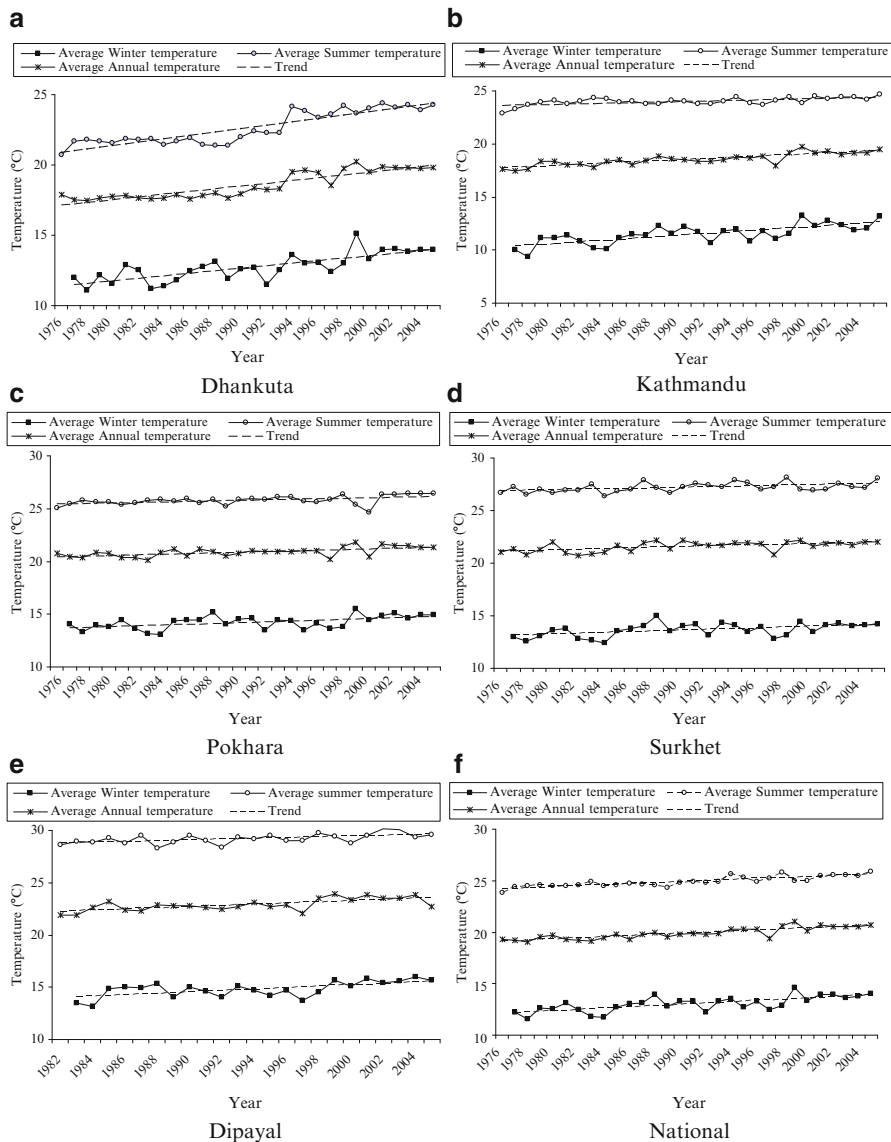 a
Average Winter temperature
Average Summer temperature
Average Annual temperature
Trend
Temperature (°C)
25
20
15
10
1976
1978
1980
1982
1984
1986
1988
1990
1992
1994
1996
1998
2000
2002
2004
Year
Dhankuta
b
Average Winter temperature
Average Summer temperature
Average Annual temperature
Trend
Temperature (°C)
25
20
15
10
5
1976
1978
1980
1982
1984
1986
1988
1990
1992
1994
1996
1998
2000
2002
2004
Year
Kathmandu
c
Average Winter temperature
Average Summer temperature
Average Annual temperature
Trend
Temperature (°C)
30
25
20
15
10
1976
1978
1980
1982
1984
1986
1988
1990
1992
1994
1996
1998
2000
2002
2004
Year
Pokhara
d
Average Winter temperature
Average Summer temperature
Average Annual temperature
Trend
Temperature (°C)
30
25
20
15
10
1976
1978
1980
1982
1984
1986
1988
1990
1992
1994
1996
1998
2000
2002
2004
Year
Surkhet
e
Average Winter temperature
Average summer temperature
Average Annual temperature
Trend
Temperature (°C)
30
25
20
15
10
1982
1984
1986
1988
1990
1992
1994
1996
1998
2000
2002
2004
Year
Dipayal
f
Average Winter temperature
Average Summer temperature
Average Annual temperature
Trend
Temperature (°C)
30
25
20
15
10
1976
1978
1980
1982
1984
1986
1988
1990
1992
1994
1996
1998
2000
2002
2004
Year
National